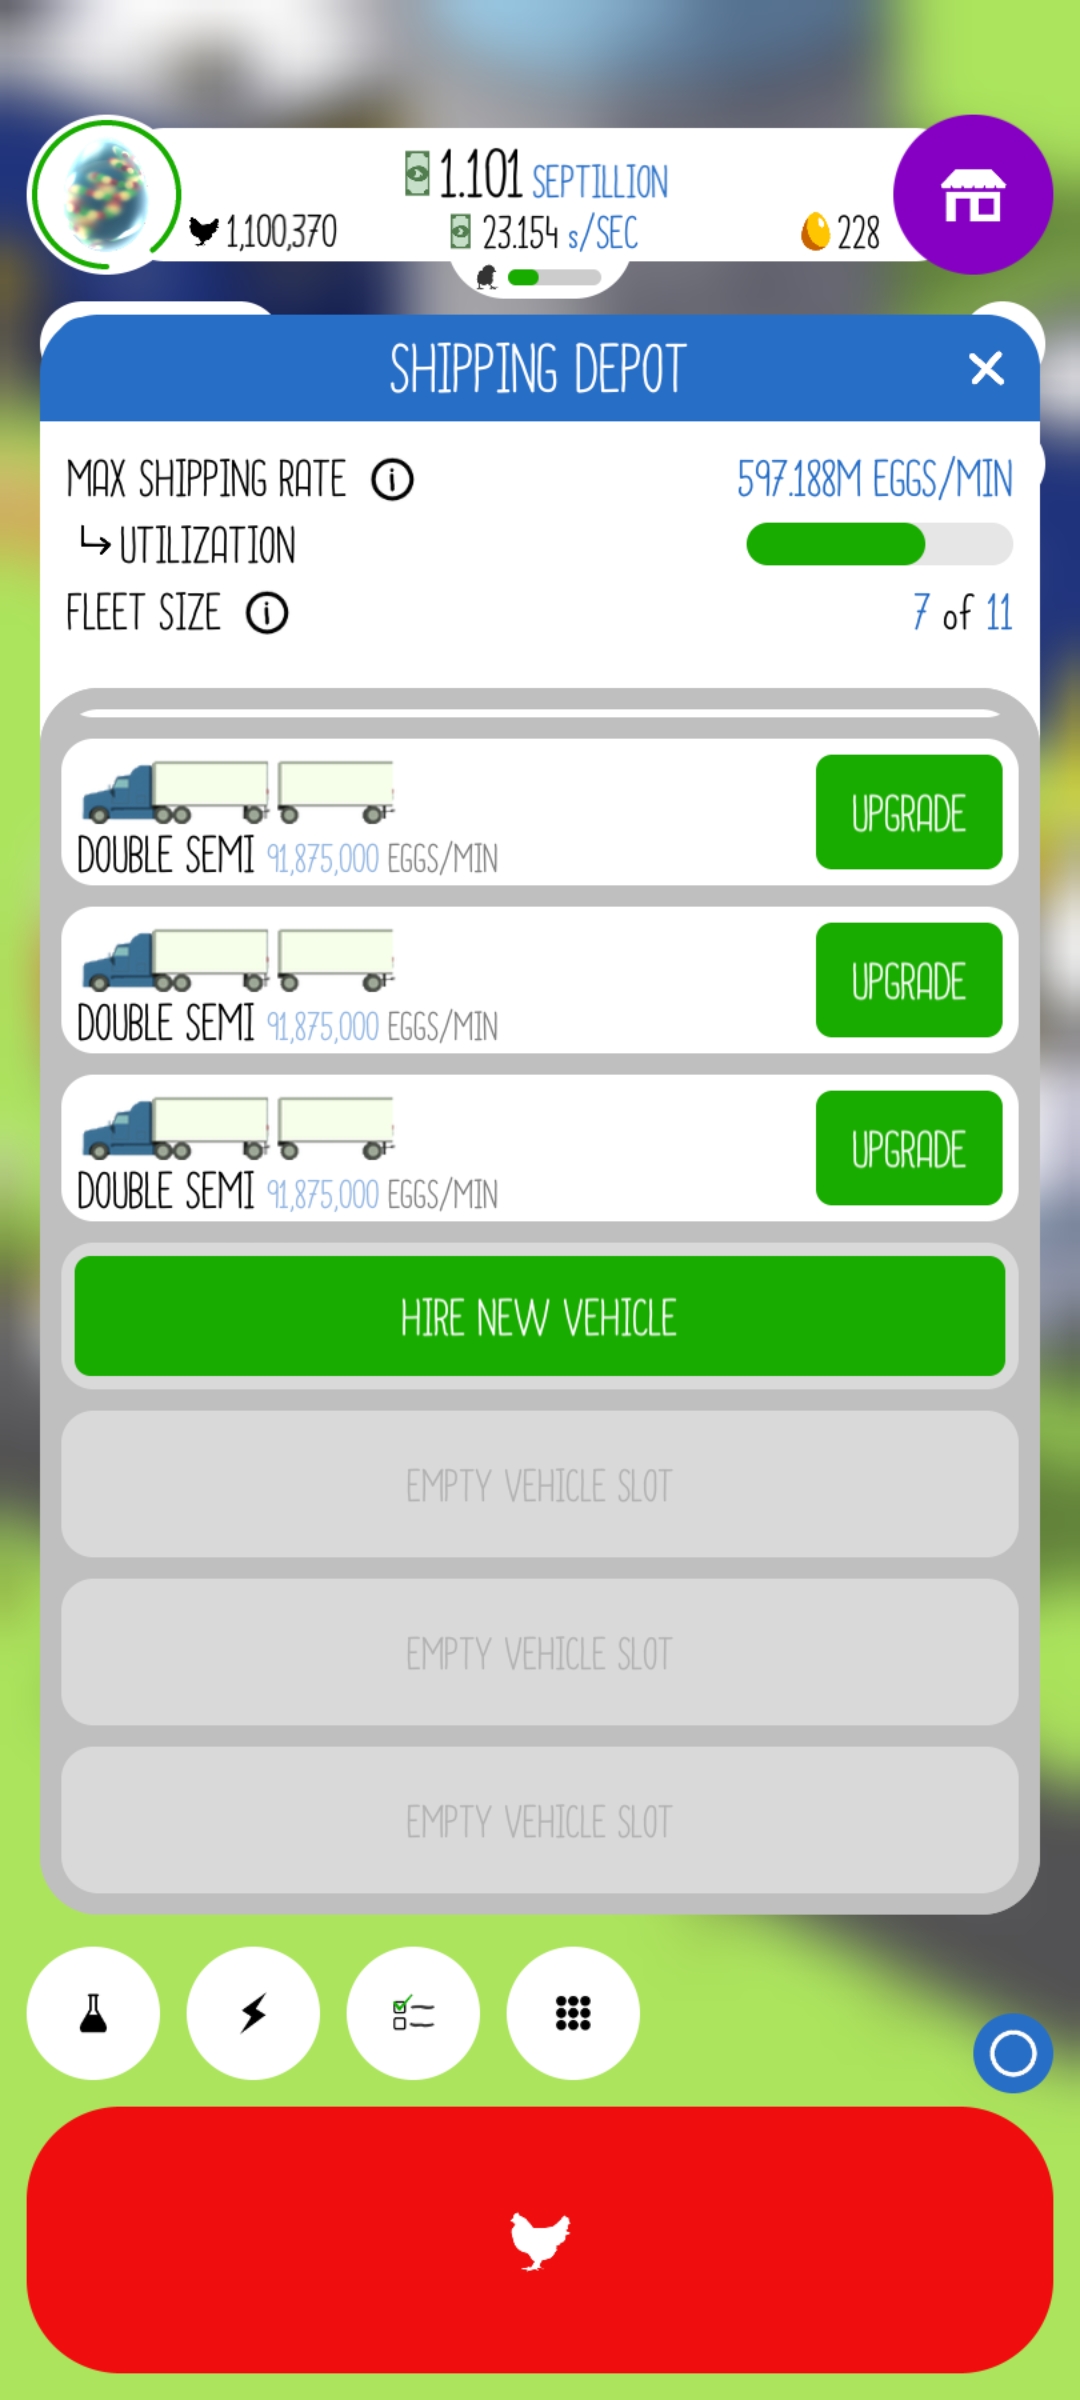 1.101 SEPTILLION
1,100,370
23.154 s/SEC
228
SHIPPING DEPOT
MAX SHIPPING RATE
597.188M EGGS/MIN
UTILIZATION
FLEET SIZE
7 of 11
DOUBLE SEMI 91,875,000 EGGS/MIN
UPGRADE
DOUBLE SEMI 91,875,000 EGGS/MIN
UPGRADE
DOUBLE SEMI 91,875,000 EGGS/MIN
UPGRADE
HIRE NEW VEHICLE
EMPTY VEHICLE SLOT
EMPTY VEHICLE SLOT
EMPTY VEHICLE SLOT